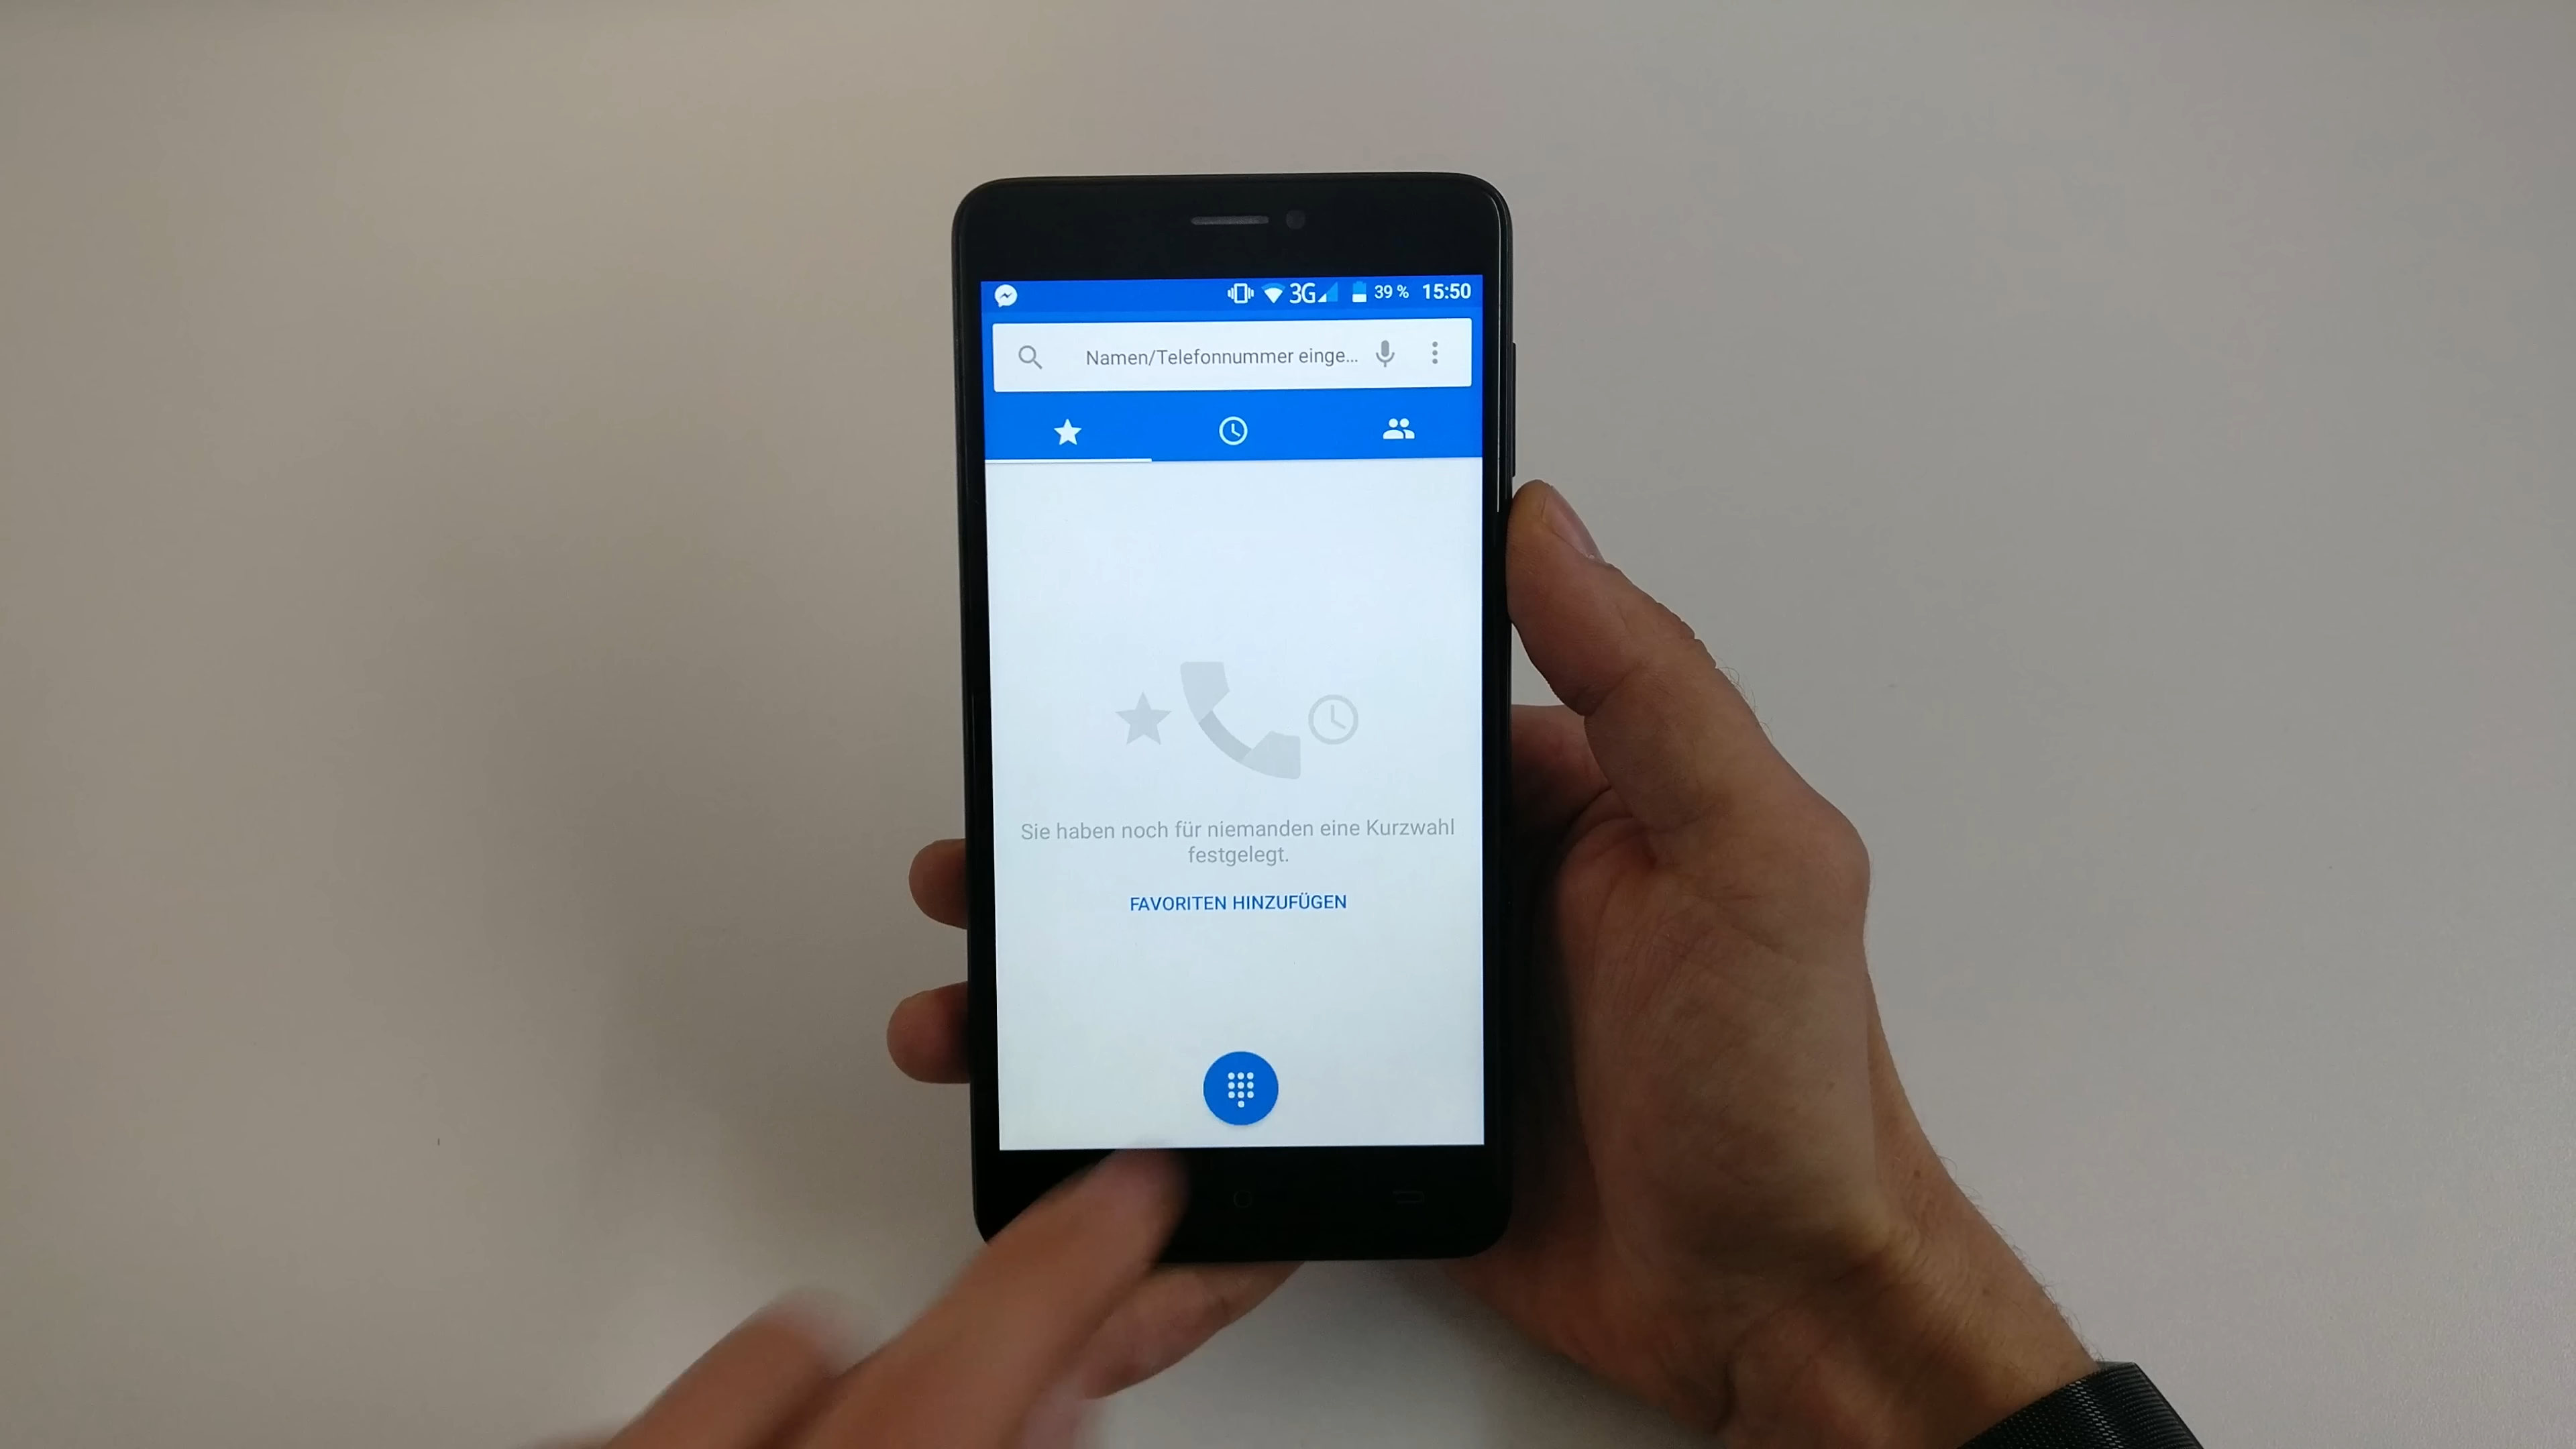 3G 39 % 15:50
Namen/Telefonnummer einge...
Sie haben noch für niemanden eine Kurzwahl
festgelegt.
FAVORITEN HINZUFÜGEN